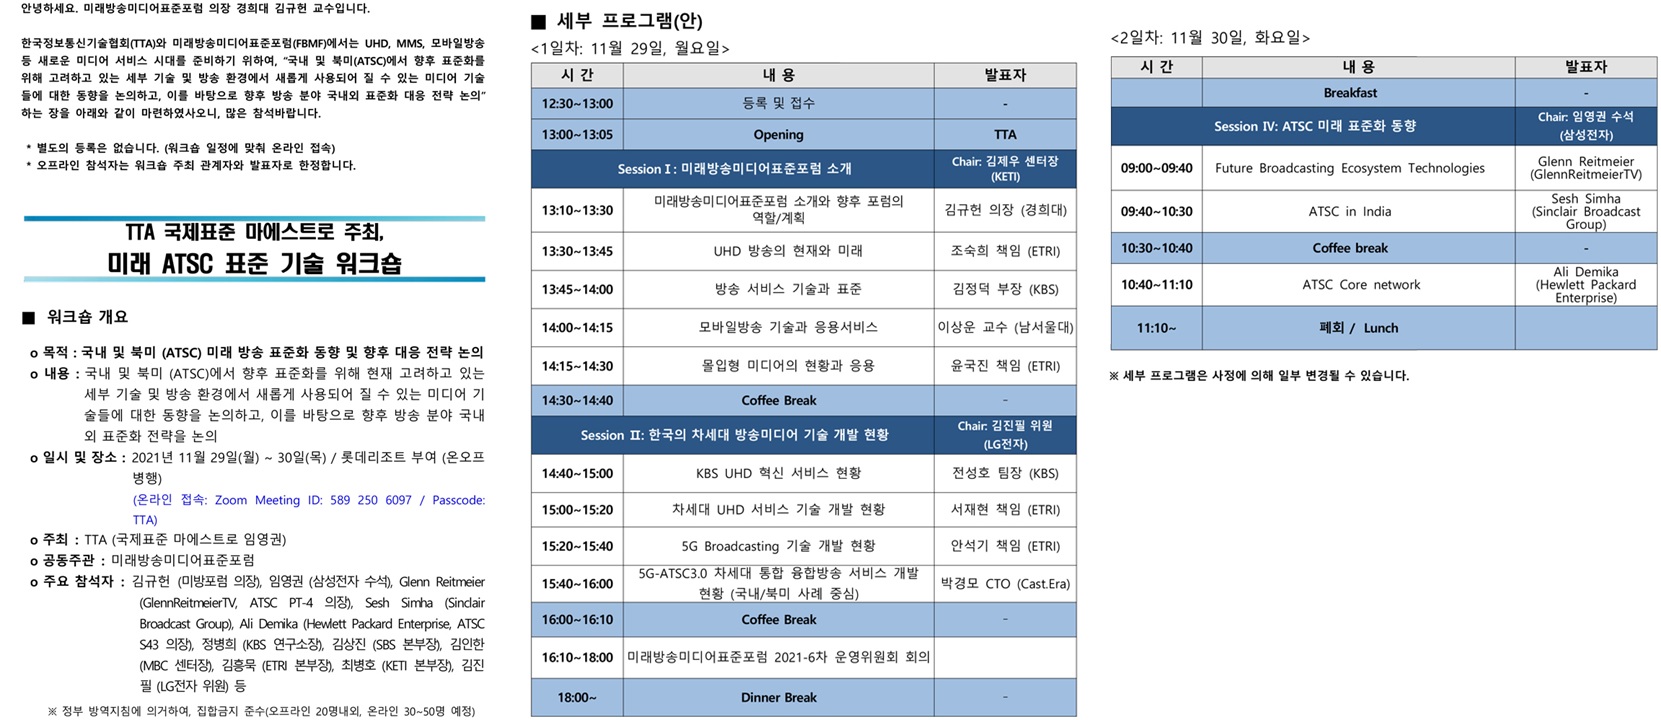 안녕하세요. 미래방송미디어표준포럼 의장 경희대 김규헌 교수입니다.
한국정보통신기술협회(TTA)와 미래방송미디어표준포럼(FBMF)에서는 UHD, MMS, 모바일방송
등 새로운 미디어 서비스 시대를 준비하기 위하여, “국내 및 북미(ATSC)에서 향후 표준화를
위해 고려하고 있는 세부 기술 및 방송 환경에서 새롭게 사용되어 질 수 있는 미디어 기술
들에 대한 동향을 논의하고, 이를 바탕으로 향후 방송 분야 국내외 표준화 대응 전략 논의”
하는 장을 아래와 같이 마련하였사오니, 많은 참석바랍니다.
* 별도의 등록은 없습니다. (워크숍 일정에 맞춰 온라인 접속)
* 오프라인 참석자는 워크숍 주최 관계자와 발표자로 한정합니다.
TTA 국제표준 마에스트로 주최,
미래 ATSC 표준 기술 워크숍
■ 워크숍 개요
o 목적 : 국내 및 북미 (ATSC) 미래 방송 표준화 동향 및 향후 대응 전략 논의
o 내용 : 국내 및 북미 (ATSC)에서 향후 표준화를 위해 현재 고려하고 있는
세부 기술 및 방송 환경에서 새롭게 사용되어 질 수 있는 미디어 기
술들에 대한 동향을 논의하고, 이를 바탕으로 향후 방송 분야 국내
외 표준화 전략을 논의
o 일시 및 장소 : 2021년 11월 29일(월) ~ 30일(목) / 롯데리조트 부여 (온오프
병행)
(온라인 접속: Zoom Meeting ID: 589 250 6097 / Passcode:
TTA)
o 주최 : TTA (국제표준 마에스트로 임영권)
o 공동주관 : 미래방송미디어표준포럼
o 주요 참석자 : 김규헌 (미방포럼 의장), 임영권 (삼성전자 수석), Glenn Reitmeier
(GlennReitmeierTV, ATSC PT-4 의장), Sesh Simha (Sinclair
Broadcast Group), Ali Demika (Hewlett Packard Enterprise, ATSC
S43 의장), 정병희 (KBS 연구소장), 김상진 (SBS 본부장), 김인한
(MBC 센터장), 김흥묵 (ETRI 본부장), 최병호 (KETI 본부장), 김진
필 (LG전자 위원) 등
※ 정부 방역지침에 의거하여, 집합금지 준수(오프라인 20명내외, 온라인 30~50명 예정)
■ 세부 프로그램(안)
<1일차: 11월 29일, 월요일>
시 간 내 용 발표자
12:30~13:00 등록 및 접수 -
13:00~13:05 Opening TTA
Session I : 미래방송미디어표준포럼 소개 Chair: 김제우 센터장
(KETI)
13:10~13:30 미래방송미디어표준포럼 소개와 향후 포럼의
역할/계획 김규헌 의장 (경희대)
13:30~13:45 UHD 방송의 현재와 미래 조숙희 책임 (ETRI)
13:45~14:00 방송 서비스 기술과 표준 김정덕 부장 (KBS)
14:00~14:15 모바일방송 기술과 응용서비스 이상운 교수 (남서울대)
14:15~14:30 몰입형 미디어의 현황과 응용 윤국진 책임 (ETRI)
14:30~14:40 Coffee Break -
Session Ⅱ: 한국의 차세대 방송미디어 기술 개발 현황 Chair: 김진필 위원
(LG전자)
14:40~15:00 KBS UHD 혁신 서비스 현황 전성호 팀장 (KBS)
15:00~15:20 차세대 UHD 서비스 기술 개발 현황 서재현 책임 (ETRI)
15:20~15:40 5G Broadcasting 기술 개발 현황 안석기 책임 (ETRI)
15:40~16:00 5G-ATSC3.0 차세대 통합 융합방송 서비스 개발
현황 (국내/북미 사례 중심) 박경모 CTO (Cast.Era)
16:00~16:10 Coffee Break -
16:10~18:00 미래방송미디어표준포럼 2021-6차 운영위원회 회의
18:00~ Dinner Break -
<2일차: 11월 30일, 화요일>
시 간 내 용 발표자
Breakfast -
Session IV: ATSC 미래 표준화 동향 Chair: 임영권 수석
(삼성전자)
09:00~09:40 Future Broadcasting Ecosystem Technologies Glenn Reitmeier
(GlennReitmeierTV)
09:40~10:30 ATSC in India Sesh Simha
(Sinclair Broadcast
Group)
10:30~10:40 Coffee break -
10:40~11:10 ATSC Core network Ali Demika
(Hewlett Packard
Enterprise)
11:10~ 폐회 / Lunch
※ 세부 프로그램은 사정에 의해 일부 변경될 수 있습니다.